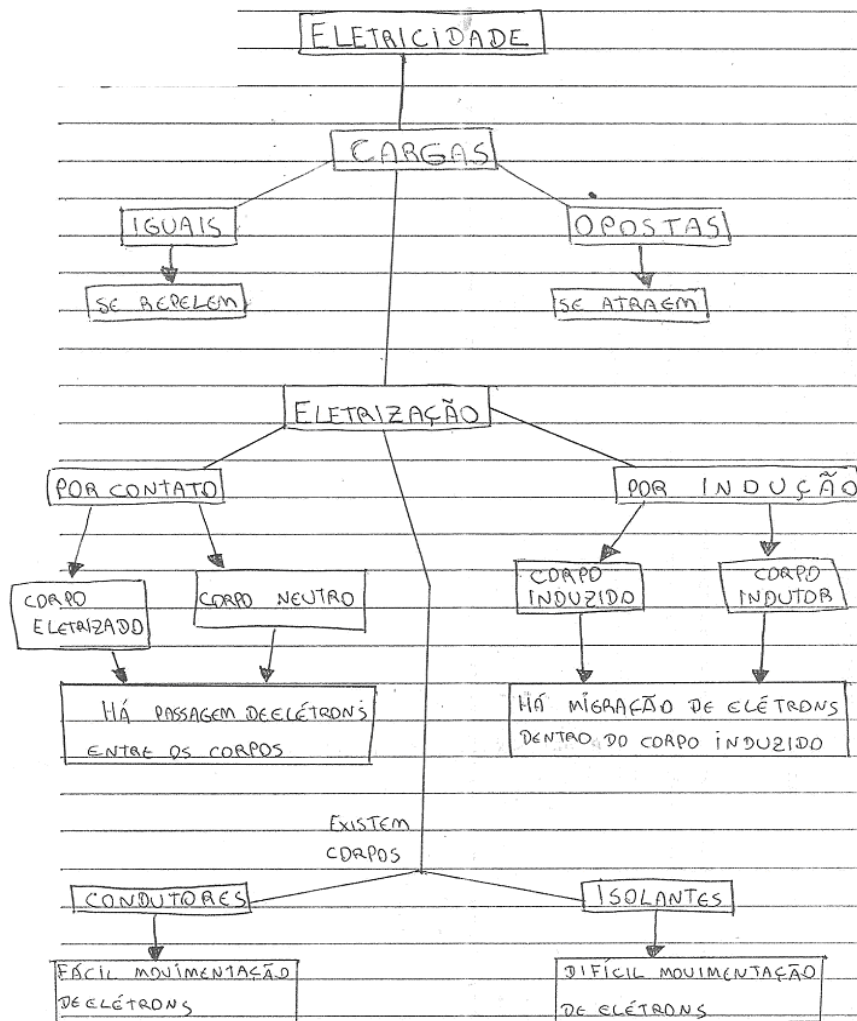 ELETRICIDADE
CARGAS
IGUAIS
OPOSTAS
SE REPELEM
SE ATRAEM
ELETRIZAÇÃO
POR CONTATO
POR INDUÇÃO
CORPO
ELETRIZADO
CORPO NEUTRO
CORPO
INDUZIDO
CORPO
INDUTOR
HÁ PASSAGEM DE ELÉTRONS
ENTRE OS CORPOS
HÁ MIGRAÇÃO DE ELÉTRONS
DENTRO DO CORPO INDUZIDO
EXISTEM
CORPOS
CONDUTORES
ISOLANTES
FÁCIL MOVIMENTAÇÃO
DE ELÉTRONS
DIFÍCIL MOVIMENTAÇÃO
DE ELÉTRONS